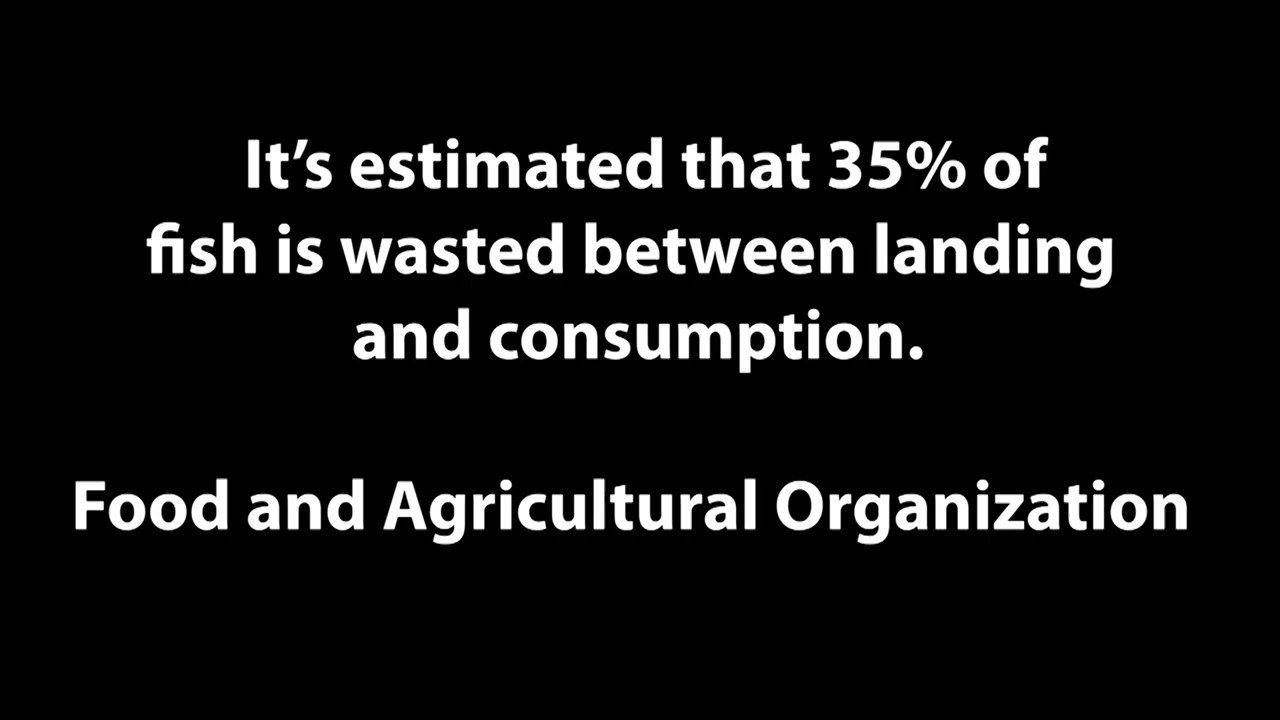 It’s estimated that 35% of
fish is wasted between landing
and consumption.
Food and Agricultural Organization